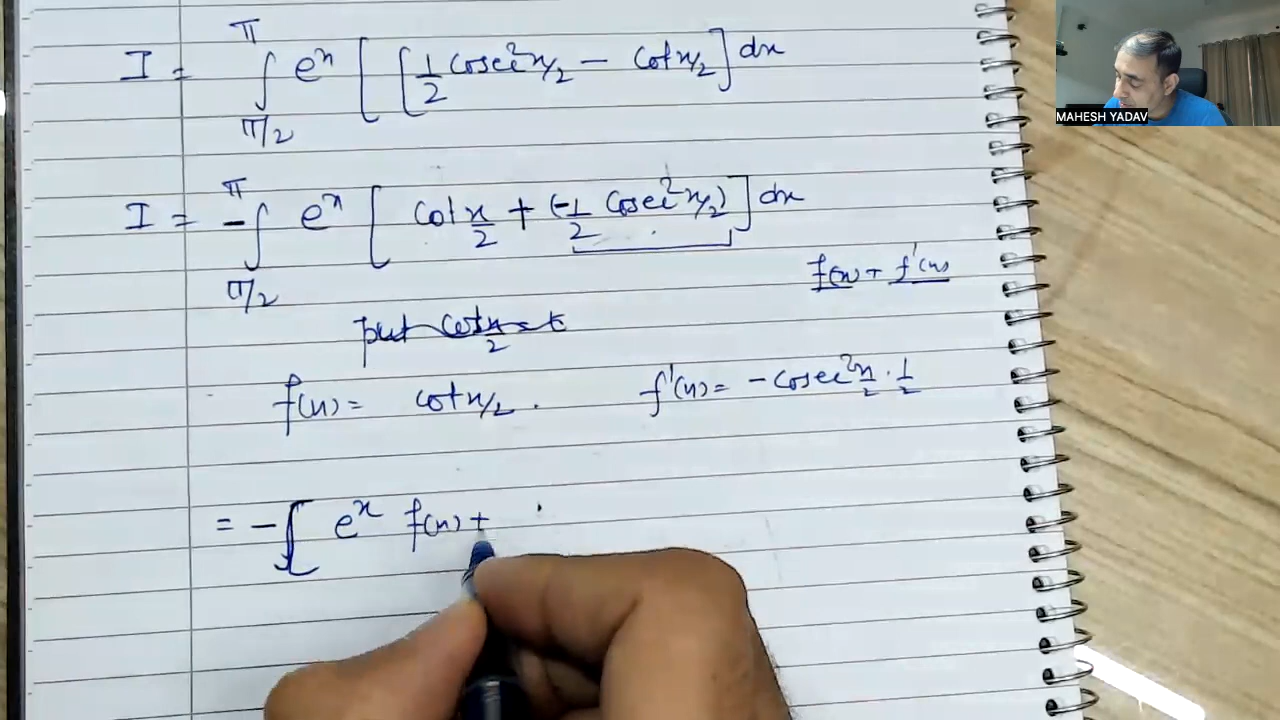 I = ∫_{π/2}^{π} e^x [ [ 1/2 cosec² x/2 − cot x/2 ] dx
MAHESH YADAV
I = -∫_{π/2}^{π} e^x [ cot x/2 + (-1/2 cosec² x/2) ] dx
f(x) + f'(x)
put cot x/2 = t
f(x) = cot x/2 . f'(x) = -cosec² x/2 . 1/2
= -∫ e^x f(x) +